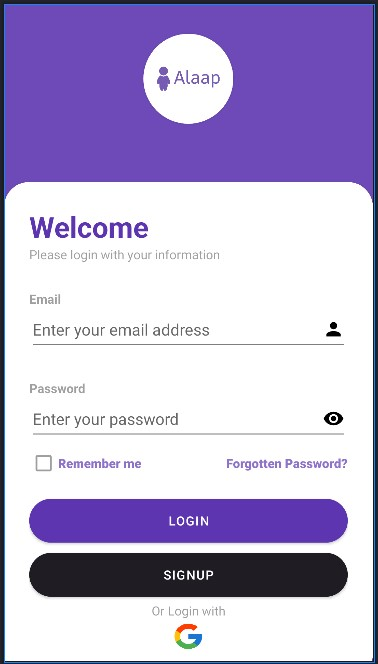 Alaap
Welcome
Please login with your information
Email
Enter your email address
Password
Enter your password
Remember me Forgotten Password?
LOGIN
SIGNUP
Or Login with